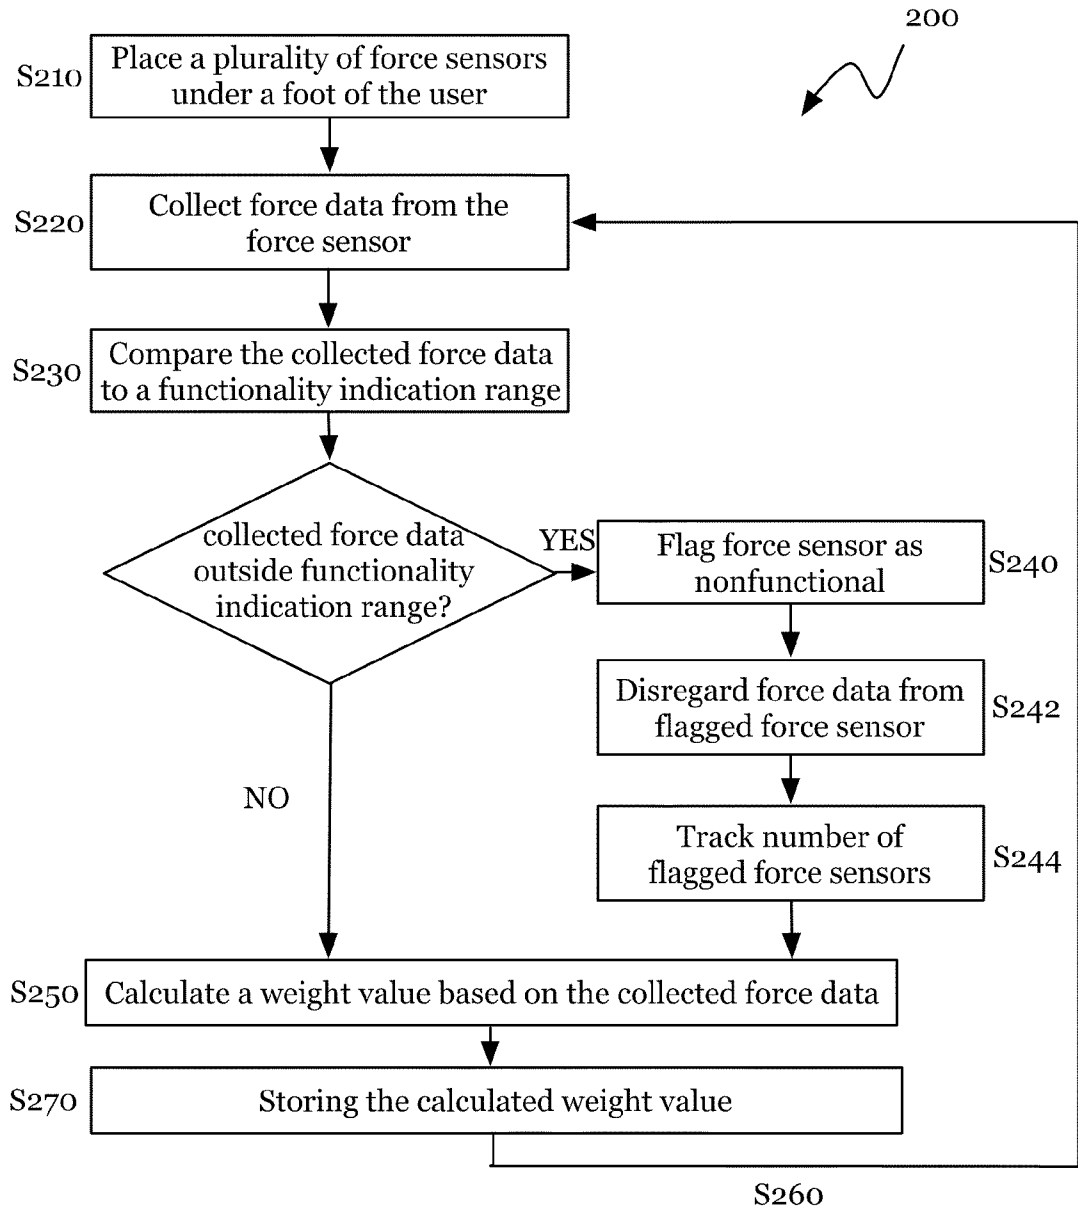 200
S210
Place a plurality of force sensors
under a foot of the user
S220
Collect force data from the
force sensor
S230
Compare the collected force data
to a functionality indication range
collected force data
outside functionality
indication range?
YES
Flag force sensor as
nonfunctional
S240
Disregard force data from
flagged force sensor
S242
NO
Track number of
flagged force sensors
S244
S250
Calculate a weight value based on the collected force data
S270
Storing the calculated weight value
S260